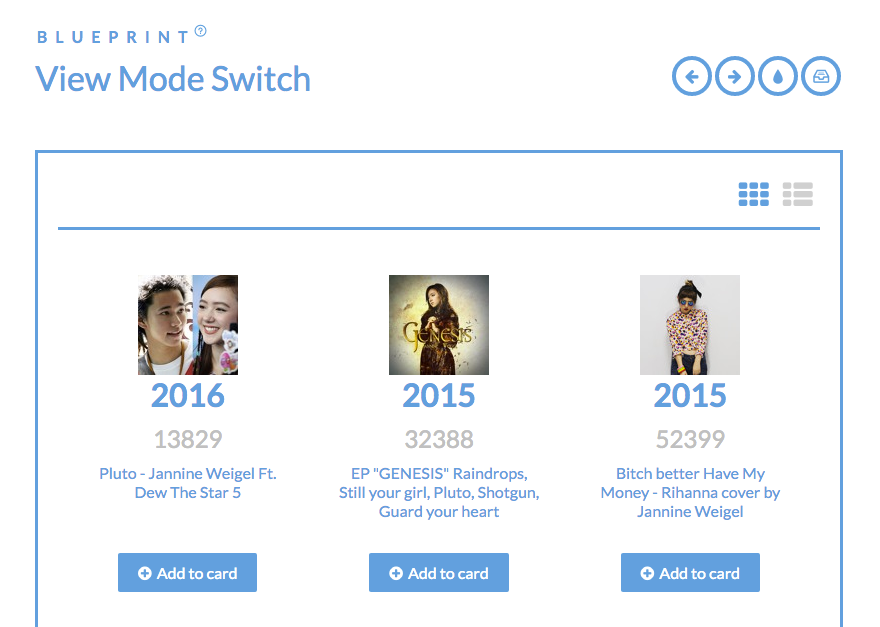 BLUEPRINT?
View Mode Switch
GENESIS
2016
2015
2015
13829
32388
52399
Pluto - Jannine Weigel Ft.
Dew The Star 5
EP "GENESIS" Raindrops,
Still your girl, Pluto, Shotgun,
Guard your heart
Bitch better Have My
Money - Rihanna cover by
Jannine Weigel
Add to card
Add to card
Add to card